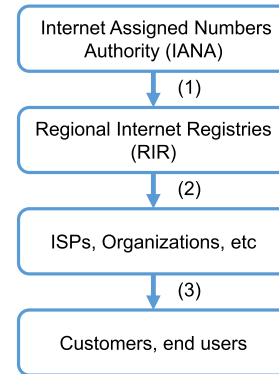 Internet Assigned Numbers
Authority (IANA)
(1)
Regional Internet Registries
(RIR)
(2)
ISPs, Organizations, etc
(3)
Customers, end users